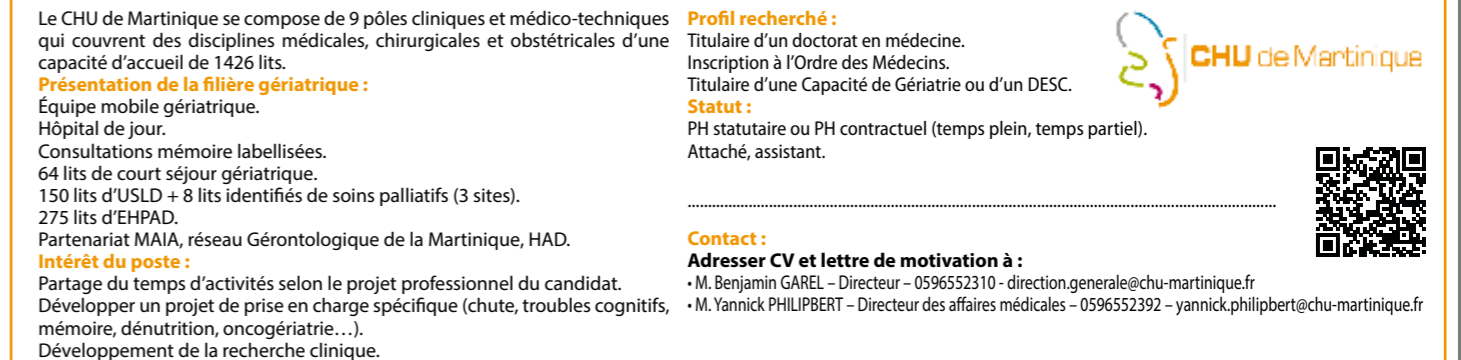 Le CHU de Martinique se compose de 9 pôles cliniques et médico-techniques
qui couvrent des disciplines médicales, chirurgicales et obstétricales d’une
capacité d’accueil de 1426 lits.
Présentation de la filière gériatrique :
Équipe mobile gériatrique.
Hôpital de jour.
Consultations mémoire labellisées.
64 lits de court séjour gériatrique.
150 lits d’USLD + 8 lits identifiés de soins palliatifs (3 sites).
275 lits d’EHPAD.
Partenariat MAIA, réseau Gérontologique de la Martinique, HAD.
Intérêt du poste :
Partage du temps d’activités selon le projet professionnel du candidat.
Développer un projet de prise en charge spécifique (chute, troubles cognitifs,
mémoire, dénutrition, oncogériatrie…).
Développement de la recherche clinique.
Profil recherché :
Titulaire d’un doctorat en médecine.
Inscription à l’Ordre des Médecins.
Titulaire d’une Capacité de Gériatrie ou d’un DESC.
Statut :
PH statutaire ou PH contractuel (temps plein, temps partiel).
Attaché, assistant.
CHU de Martinique
Contact :
Adresser CV et lettre de motivation à :
• M. Benjamin GAREL – Directeur – 0596552310 - direction.generale@chu-martinique.fr
• M. Yannick PHILIPBERT – Directeur des affaires médicales – 0596552392 – yannick.philipbert@chu-martinique.fr